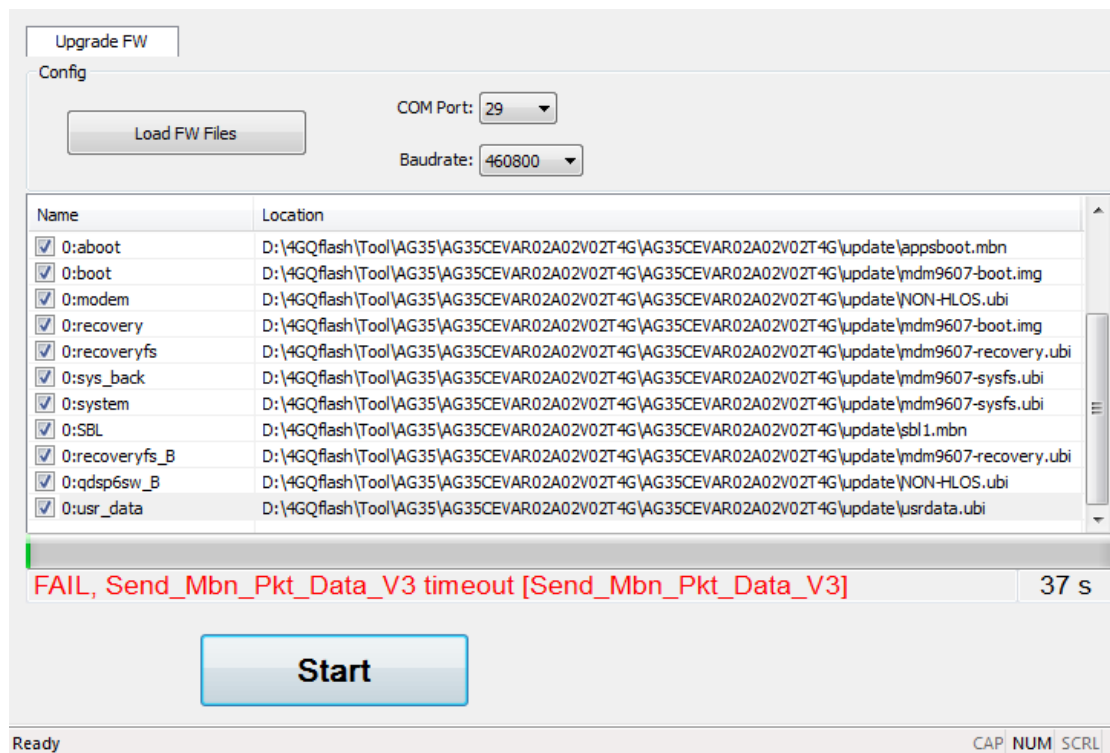 Upgrade FW
Config
Load FW Files
COM Port: 29
Baudrate: 460800
Name Location
0:aboot D:\4GQflash\Tool\AG35\AG35CEVAR02A02V02T4G\AG35CEVAR02A02V02T4G\update\appsboot.mbn
0:boot D:\4GQflash\Tool\AG35\AG35CEVAR02A02V02T4G\AG35CEVAR02A02V02T4G\update\mdm9607-boot.img
0:modem D:\4GQflash\Tool\AG35\AG35CEVAR02A02V02T4G\AG35CEVAR02A02V02T4G\update\NON-HLOS.ubi
0:recovery D:\4GQflash\Tool\AG35\AG35CEVAR02A02V02T4G\AG35CEVAR02A02V02T4G\update\mdm9607-boot.img
0:recoveryfs D:\4GQflash\Tool\AG35\AG35CEVAR02A02V02T4G\AG35CEVAR02A02V02T4G\update\mdm9607-recovery.ubi
0:sys_back D:\4GQflash\Tool\AG35\AG35CEVAR02A02V02T4G\AG35CEVAR02A02V02T4G\update\mdm9607-sysfs.ubi
0:system D:\4GQflash\Tool\AG35\AG35CEVAR02A02V02T4G\AG35CEVAR02A02V02T4G\update\mdm9607-sysfs.ubi
0:SBL D:\4GQflash\Tool\AG35\AG35CEVAR02A02V02T4G\AG35CEVAR02A02V02T4G\update\sbl1.mbn
0:recoveryfs_B D:\4GQflash\Tool\AG35\AG35CEVAR02A02V02T4G\AG35CEVAR02A02V02T4G\update\mdm9607-recovery.ubi
0:qdsp6sw_B D:\4GQflash\Tool\AG35\AG35CEVAR02A02V02T4G\AG35CEVAR02A02V02T4G\update\NON-HLOS.ubi
0:usr_data D:\4GQflash\Tool\AG35\AG35CEVAR02A02V02T4G\AG35CEVAR02A02V02T4G\update\usrdata.ubi
FAIL, Send_Mbn_Pkt_Data_V3 timeout [Send_Mbn_Pkt_Data_V3] 37 s
Start
Ready CAP NUM SCRL